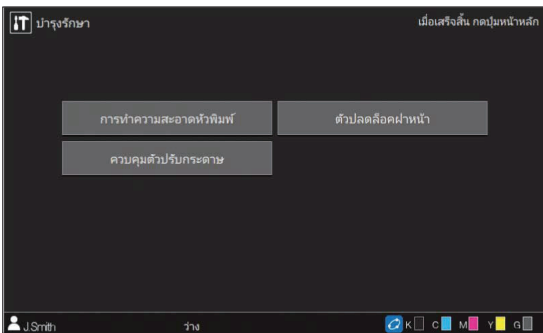 บำรุงรักษา
เมื่อเสร็จสิ้น กดปุ่มหน้าหลัก
การทำความสะอาดหัวพิมพ์
ตัวปลดล็อคฝาหน้า
ควบคุมตัวปรับกระดาษ
J.Smith
ว่าง
K C M Y G